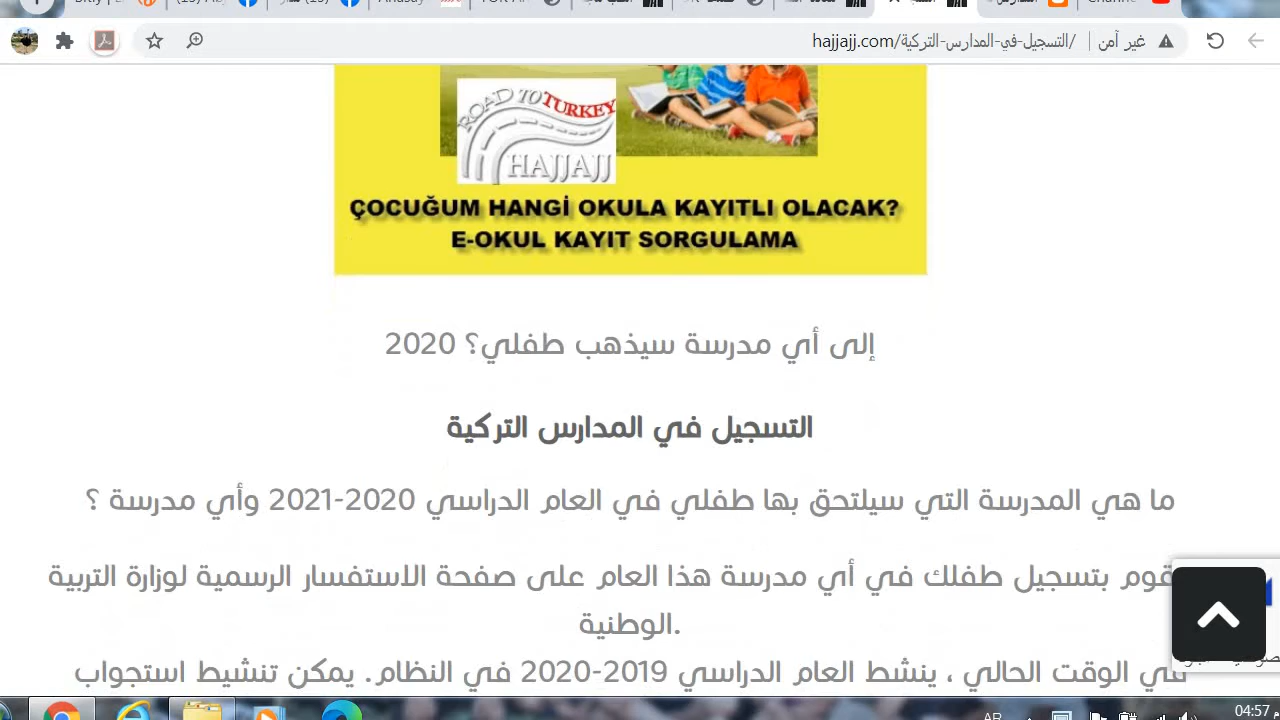 hajjajj.com/التسجيل-في-المدارس-التركية/
غير آمن
ROAD TO TURKEY
HAJJAJJ
ÇOCUĞUM HANGİ OKULA KAYITLI OLACAK?
E-OKUL KAYIT SORGULAMA
إلى أي مدرسة سيذهب طفلي؟ 2020
التسجيل في المدارس التركية
ما هي المدرسة التي سيلتحق بها طفلي في العام الدراسي 2020-2021 وأي مدرسة ؟
قوم بتسجيل طفلك في أي مدرسة هذا العام على صفحة الاستفسار الرسمية لوزارة التربية
الوطنية.
في الوقت الحالي ، ينشط العام الدراسي 2019-2020 في النظام. يمكن تنشيط استجواب
AR
04:57